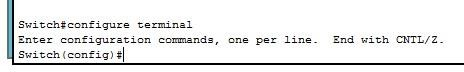 Switch#configure terminal
Enter configuration commands, one per line.  End with CNTL/Z.
Switch(config)#